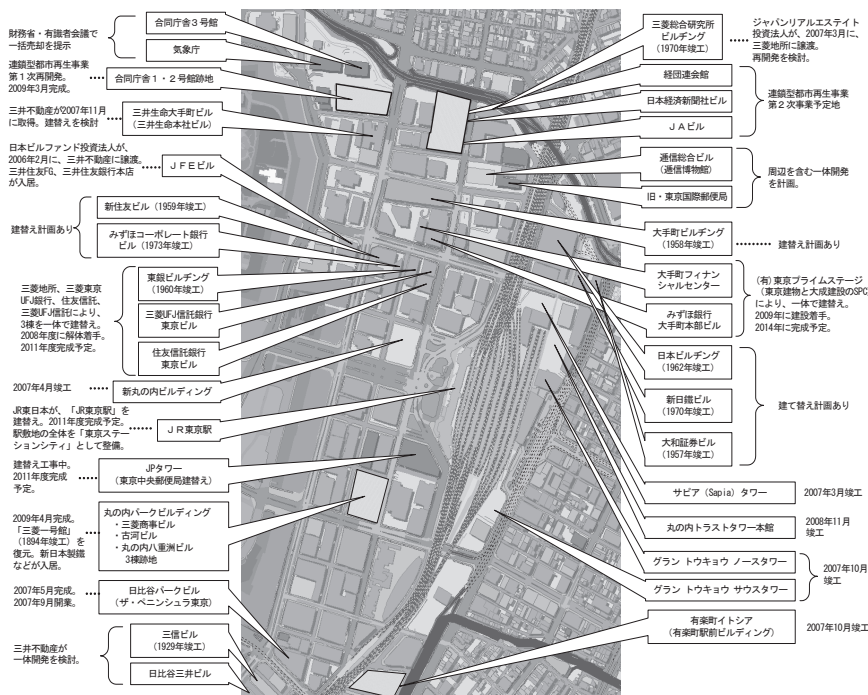 財務省・有識者会議で
一括売却を提示
合同庁舎3号館
気象庁
連鎖型都市再生事業
第1次再開発。
2009年3月完成。
合同庁舎1・2号館跡地
三井不動産が2007年11月
に取得。建替えを検討
三井生命大手町ビル
(三井生命本社ビル)
日本ビルファンド投資法人が、
2006年2月に、三井不動産に譲渡。
三井住友FG、三井住友銀行本店
が入居。
JFEビル
建替え計画あり
新住友ビル(1959年竣工)
みずほコーポレート銀行
ビル(1973年竣工)
三菱地所、三菱東京
UFJ銀行、住友信託、
三菱UFJ信託により、
3棟を一体で建替え。
2008年度に解体着手。
2011年度完成予定。
東銀ビルヂング
(1960年竣工)
三菱UFJ信託銀行
東京ビル
住友信託銀行
東京ビル
2007年4月竣工
新丸の内ビルディング
JR東日本が、「JR東京駅」を
建替え。2011年度完成予定。
駅敷地の全体を「東京ステー
ションシティ」として整備。
JR東京駅
建替え工事中。
2011年度完成
予定。
JPタワー
(東京中央郵便局建替え)
2009年4月完成。
「三菱一号館」
(1894年竣工)を
復元。新日本製鐵
などが入居。
丸の内パークビルディング
・三菱商事ビル
・古河ビル
・丸の内八重洲ビル
3棟跡地
2007年5月完成。
2007年9月開業。
日比谷パークビル
(ザ・ペニンシュラ東京)
三井不動産が
一体開発を検討。
三信ビル
(1929年竣工)
日比谷三井ビル
三菱総合研究所
ビルヂング
(1970年竣工)
ジャパンリアルエステイト
投資法人が、2007年3月に、
三菱地所に譲渡。
再開発を検討。
経団連会館
日本経済新聞社ビル
JAビル
連鎖型都市再生事業
第2次事業予定地
逓信総合ビル
(逓信博物館)
旧・東京国際郵便局
周辺を含む一体開発
を計画。
大手町ビルヂング
(1958年竣工)
建替え計画あり
大手町フィナン
シャルセンター
みずほ銀行
大手町本部ビル
(有)東京プライムステージ
(東京建物と大成建設のSPC)
により、一体で建替え。
2009年に建設着手。
2014年に完成予定。
日本ビルヂング
(1962年竣工)
新日鐵ビル
(1970年竣工)
大和証券ビル
(1957年竣工)
建て替え計画あり
サピア(Sapia)タワー
2007年3月竣工
丸の内トラストタワー本館
2008年11月
竣工
グラン トウキョウ ノースタワー
グラン トウキョウ サウスタワー
2007年10月
竣工
有楽町イトシア
(有楽町駅前ビルディング)
2007年10月竣工